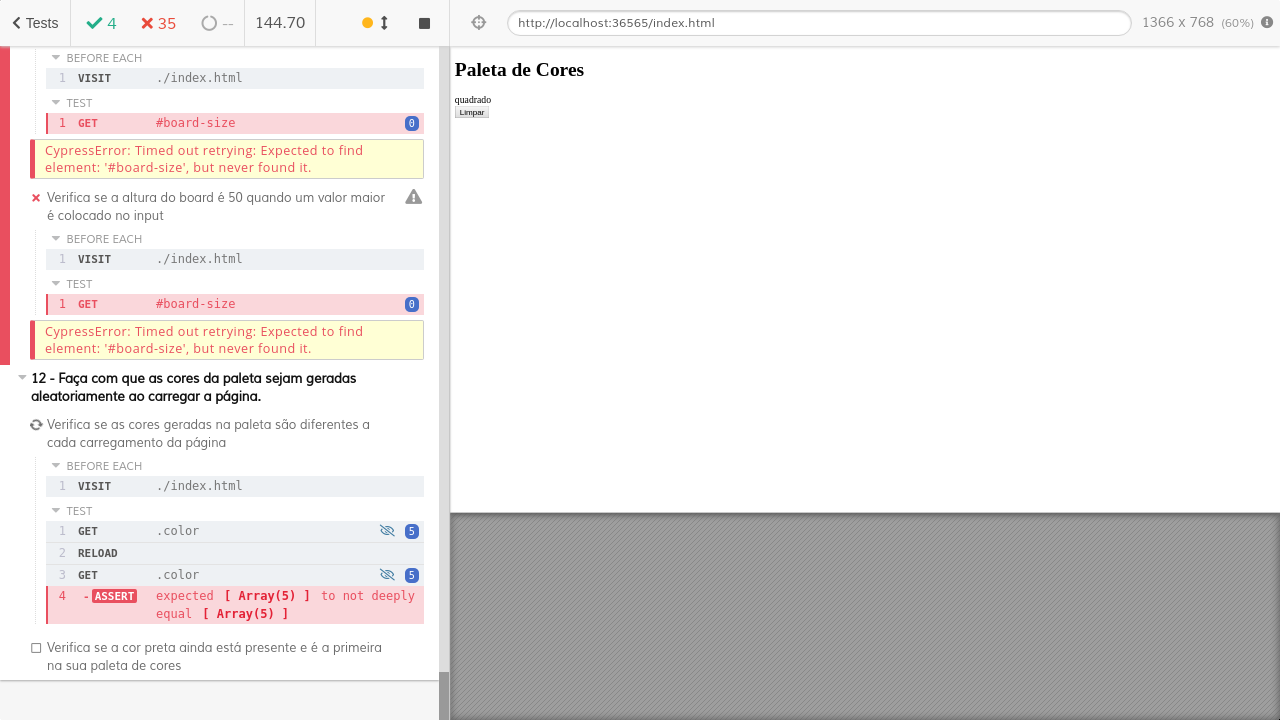 Tests 4 35 -- 144.70
http://localhost:36565/index.html 1366 x 768 (60%)
BEFORE EACH
1 VISIT ./index.html
TEST
1 GET #board-size 0
CypressError: Timed out retrying: Expected to find
element: '#board-size', but never found it.
Verifica se a altura do board é 50 quando um valor maior
é colocado no input
BEFORE EACH
1 VISIT ./index.html
TEST
1 GET #board-size 0
CypressError: Timed out retrying: Expected to find
element: '#board-size', but never found it.
12 - Faça com que as cores da paleta sejam geradas
aleatoriamente ao carregar a página.
Verifica se as cores geradas na paleta são diferentes a
cada carregamento da página
BEFORE EACH
1 VISIT ./index.html
TEST
1 GET .color 5
2 RELOAD
3 GET .color 5
4 -ASSERT expected [ Array(5) ] to not deeply
equal [ Array(5) ]
Verifica se a cor preta ainda está presente e é a primeira
na sua paleta de cores
Paleta de Cores
quadrado
Limpar